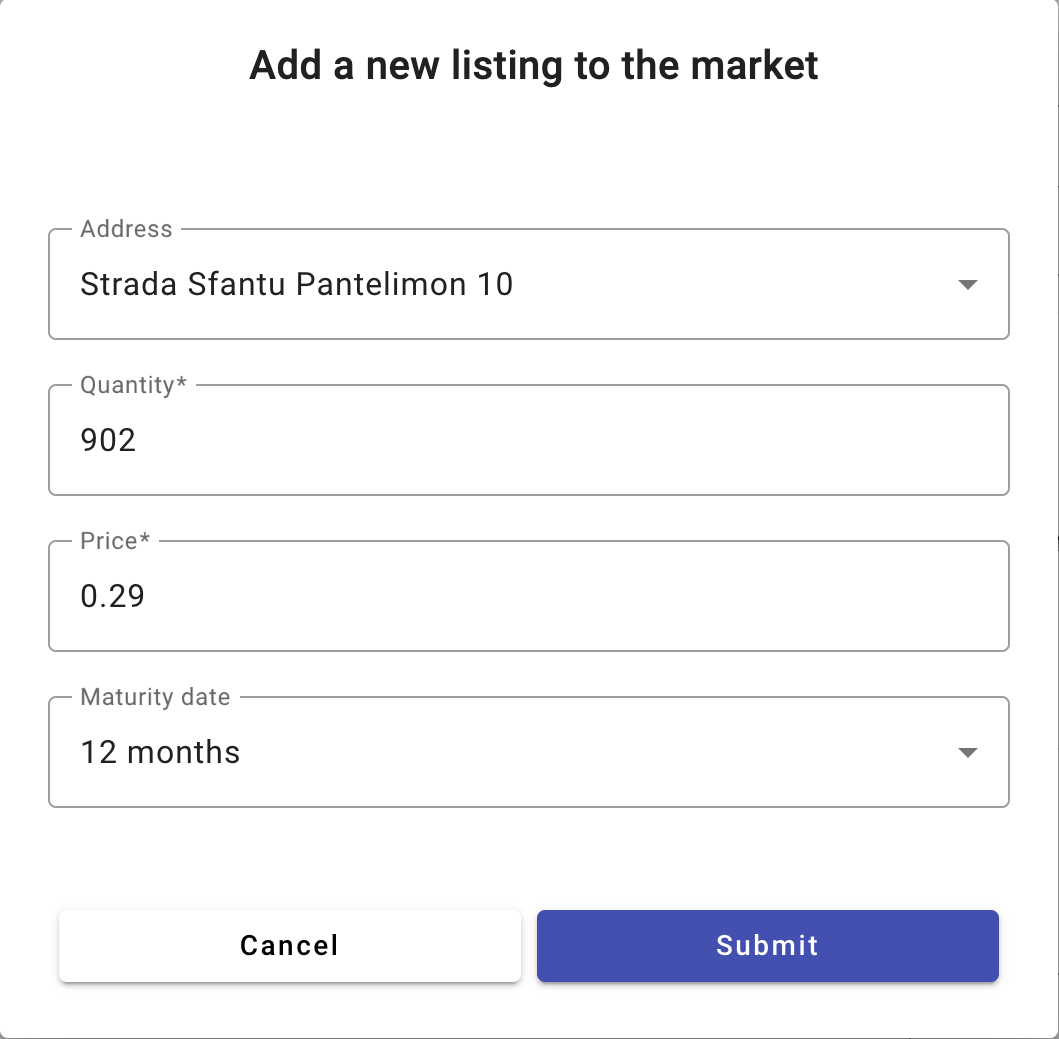 Add a new listing to the market
Address
Strada Sfantu Pantelimon 10
Quantity*
902
Price*
0.29
Maturity date
12 months
Cancel
Submit